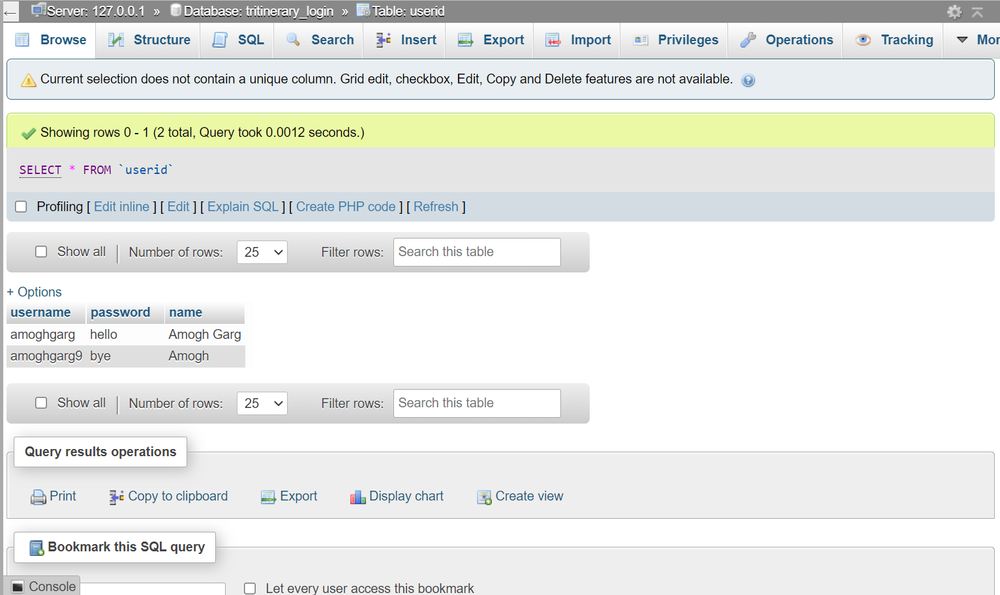 Server: 127.0.0.1 » Database: tritinerary_login » Table: userid
Browse Structure SQL Search Insert Export Import Privileges Operations Tracking Mor
Current selection does not contain a unique column. Grid edit, checkbox, Edit, Copy and Delete features are not available.
Showing rows 0 - 1 (2 total, Query took 0.0012 seconds.)
SELECT * FROM `userid`
Profiling [ Edit inline ] [ Edit ] [ Explain SQL ] [ Create PHP code ] [ Refresh ]
Show all | Number of rows: 25 Filter rows: Search this table
+ Options
username password name
amoghgarg hello Amogh Garg
amoghgarg9 bye Amogh
Show all | Number of rows: 25 Filter rows: Search this table
Query results operations
Print Copy to clipboard Export Display chart Create view
Bookmark this SQL query
Console Let every user access this bookmark